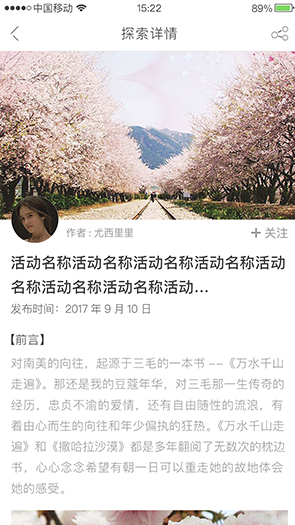 中国移动 15:22 89%
探索详情
作者 : 尤西里里 + 关注
活动名称活动名称活动名称活动名称活动
名称活动名称活动名称活动...
发布时间：2017 年 9 月 10 日
【前言】
对南美的向往，起源于三毛的一本书 --《万水千山
走遍》。那还是我的豆蔻年华，对三毛那一生传奇的
经历，忠贞不渝的爱情，还有自由随性的流浪，有
着由心而生的向往和年少偏执的狂热。《万水千山
走遍》和《撒哈拉沙漠》都是多年翻阅了无数次的枕边
书，心心念念希望有朝一日可以重走她的故地体会
她的感受。